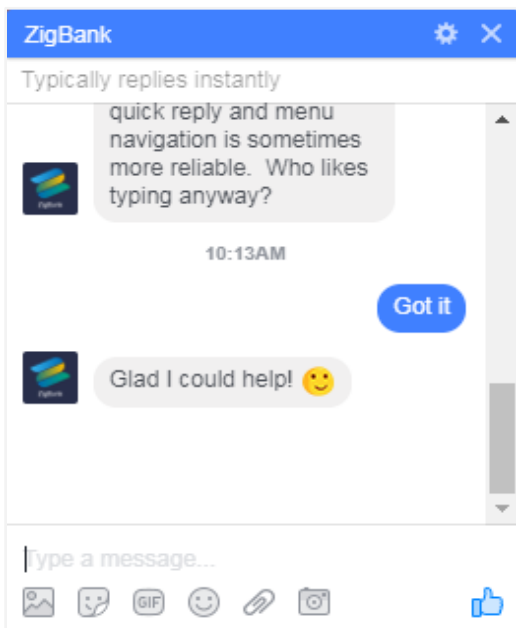 ZigBank
Typically replies instantly
quick reply and menu
navigation is sometimes
more reliable. Who likes
typing anyway?
10:13AM
Got it
Glad I could help!
Type a message...
GIF